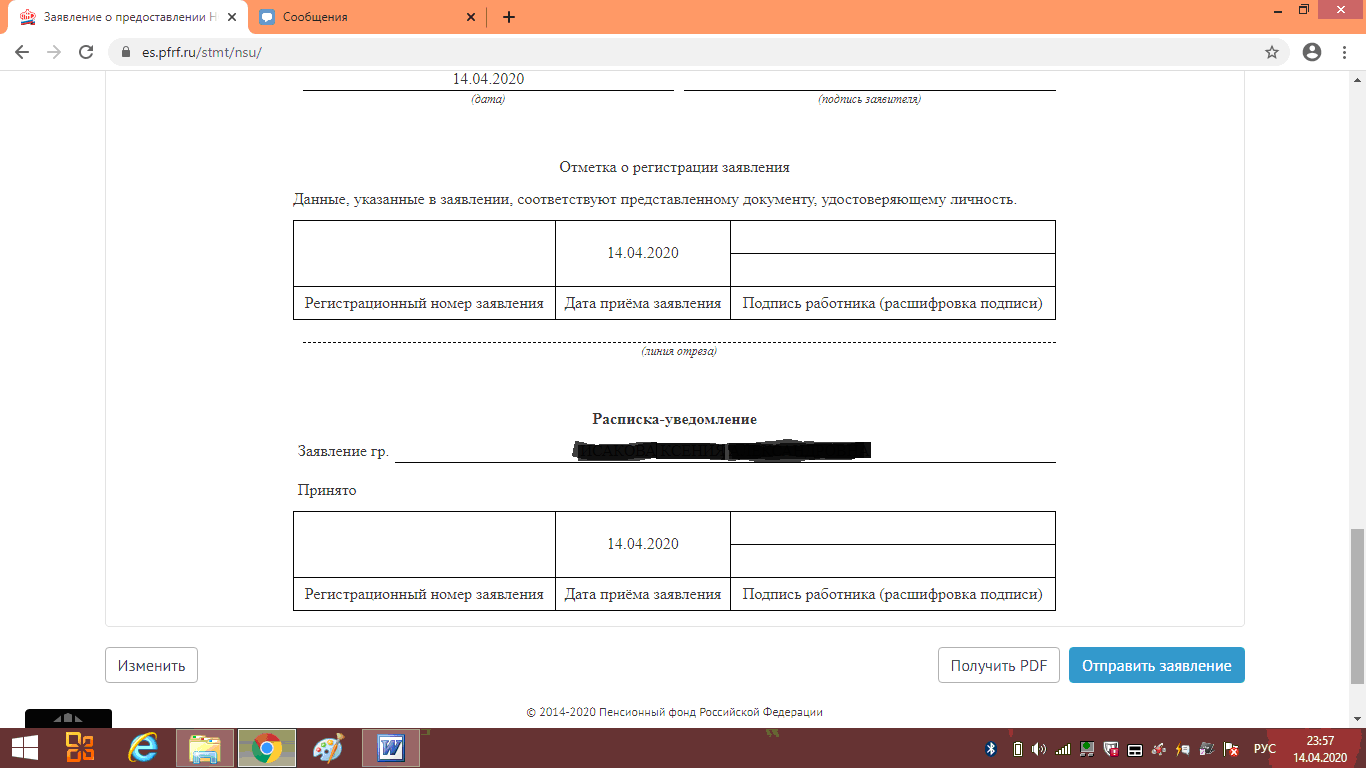 Заявление о предоставлении Н
Сообщения
es.pfrf.ru/stmt/nsu/
14.04.2020
(дата) (подпись заявителя)
Отметка о регистрации заявления
Данные, указанные в заявлении, соответствуют представленному документу, удостоверяющему личность.
14.04.2020
Регистрационный номер заявления Дата приёма заявления Подпись работника (расшифровка подписи)
(линия отреза)
Расписка-уведомление
Заявление гр.
Принято
14.04.2020
Регистрационный номер заявления Дата приёма заявления Подпись работника (расшифровка подписи)
Изменить Получить PDF Отправить заявление
© 2014-2020 Пенсионный фонд Российской Федерации
РУС
23:57
14.04.2020